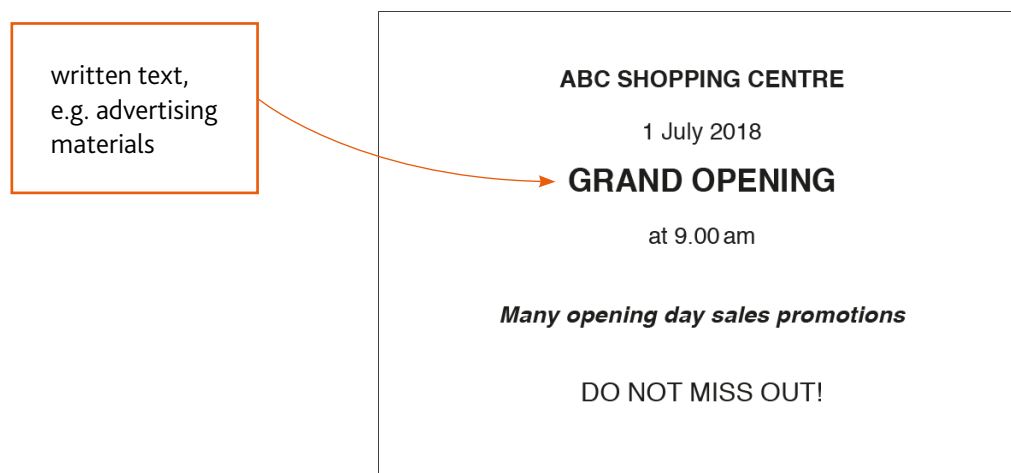 written text,
e.g. advertising
materials
ABC SHOPPING CENTRE
1 July 2018
GRAND OPENING
at 9.00 am
Many opening day sales promotions
DO NOT MISS OUT!